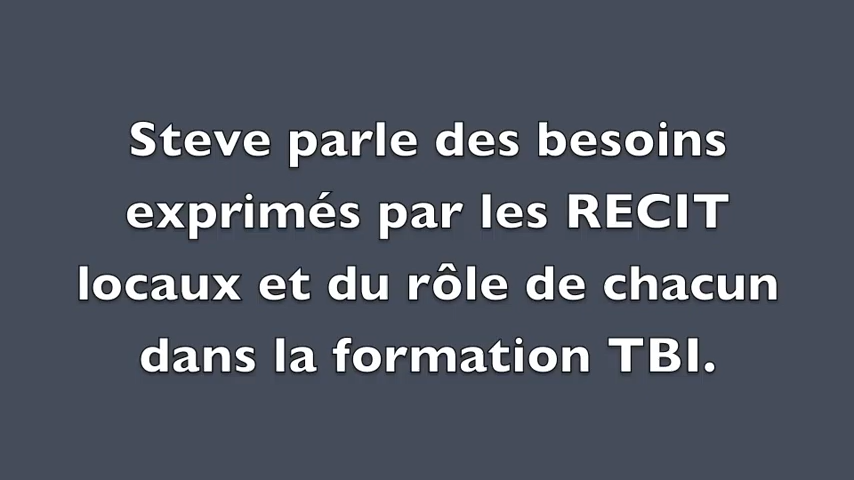 Steve parle des besoins
exprimés par les RECIT
locaux et du rôle de chacun
dans la formation TBI.